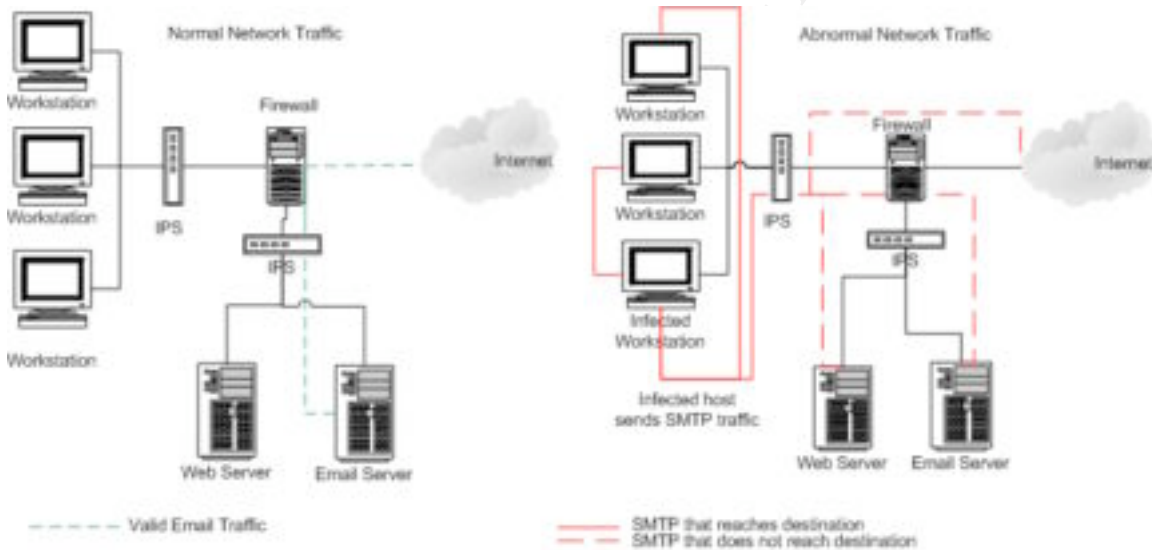 Normal Network Traffic
Workstation
Firewall
Workstation
Internet
IPS
IPS
Workstation
Web Server
Email Server
Valid Email Traffic
Abnormal Network Traffic
Workstation
Firewall
Internet
Workstation
IPS
IPS
Infected
Workstation
Infected host
sends SMTP traffic
Web Server
Email Server
SMTP that reaches destination
SMTP that does not reach destination